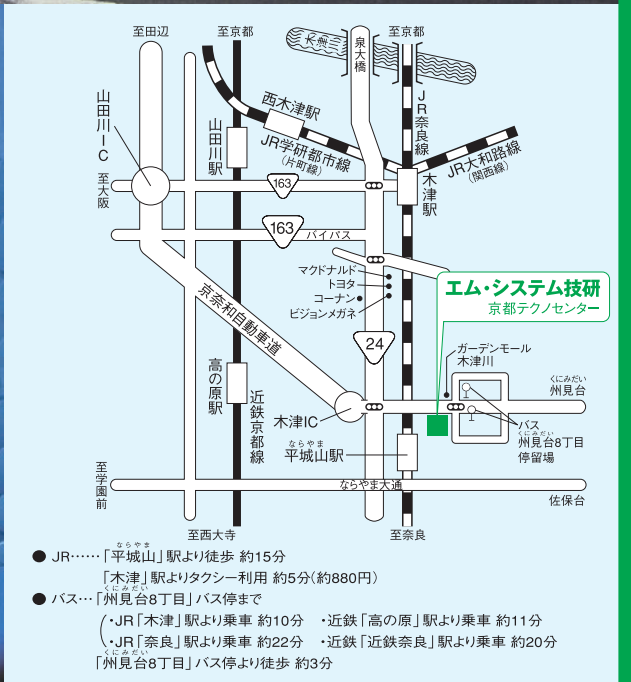 至田辺
至京都
泉大橋
木津川
至京都
山田川IC
山田川駅
西木津駅
JR学研都市線
(片町線)
JR奈良線
JR大和路線
(関西線)
至大阪
163
木津駅
163
バイパス
マクドナルド
トヨタ
コーナン
ビジョンメガネ
エム・システム技研
京都テクノセンター
京奈和自動車道
24
ガーデンモール
木津川
くにみだい
州見台
高の原駅
近鉄京都線
木津IC
バス
くにみだい
州見台8丁目
停留場
ならやま
平城山駅
至学園前
ならやま大通
佐保台
至西大寺
至奈良
ならやま
● JR……「平城山」駅より徒歩 約15分
「木津」駅よりタクシー利用 約5分(約880円)
くにみだい
● バス…「州見台8丁目」バス停まで
・JR「木津」駅より乗車 約10分 ・近鉄「高の原」駅より乗車 約11分
・JR「奈良」駅より乗車 約22分 ・近鉄「近鉄奈良」駅より乗車 約20分
くにみだい
「州見台8丁目」バス停より徒歩 約3分